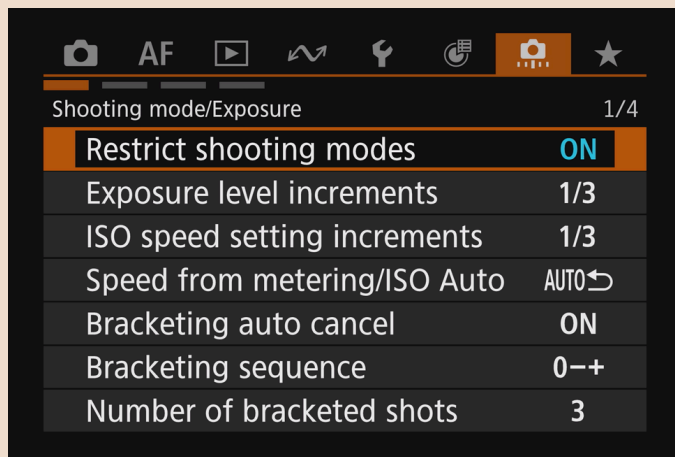 AF
Shooting mode/Exposure 1/4
Restrict shooting modes ON
Exposure level increments 1/3
ISO speed setting increments 1/3
Speed from metering/ISO Auto AUTO
Bracketing auto cancel ON
Bracketing sequence 0−+
Number of bracketed shots 3